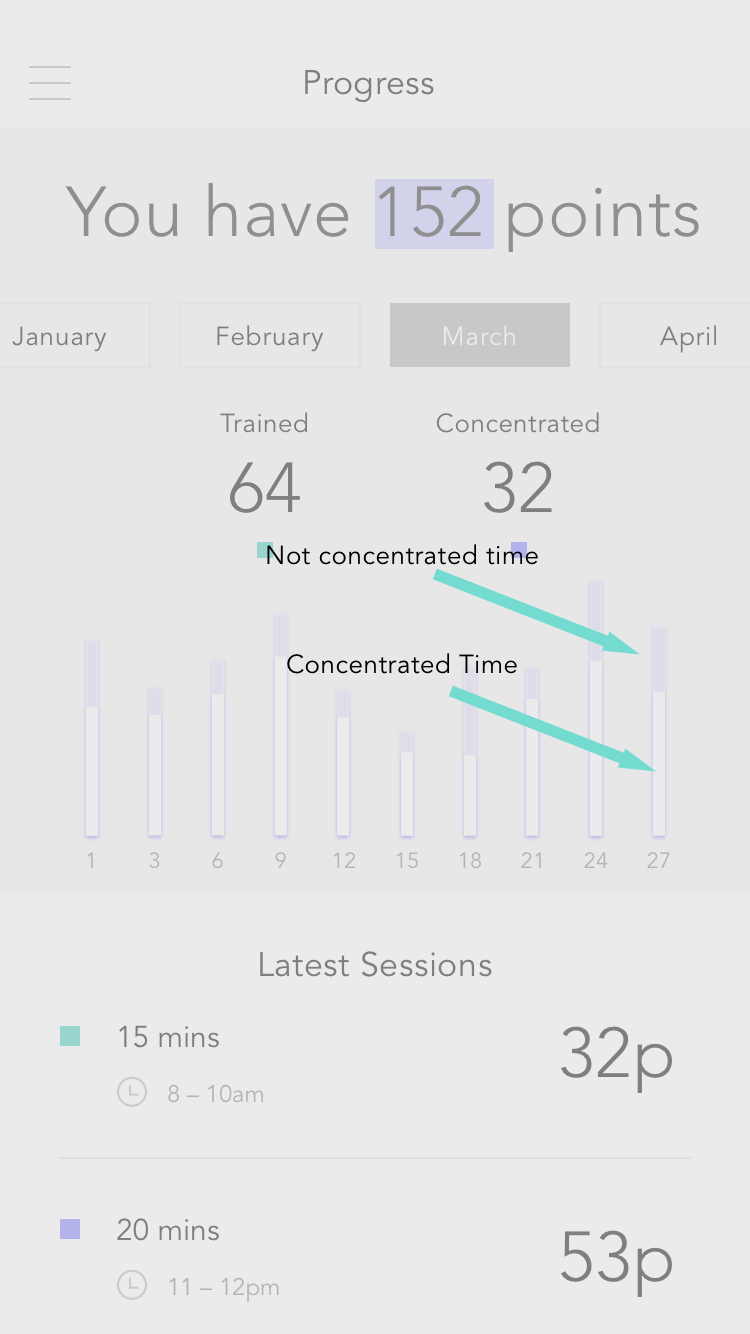 Progress
You have 152 points
January February March April
Trained Concentrated
64 32
Not concentrated time
Concentrated Time
1 3 6 9 12 15 18 21 24 27
Latest Sessions
15 mins
32p
8 – 10am
20 mins
53p
11 – 12pm